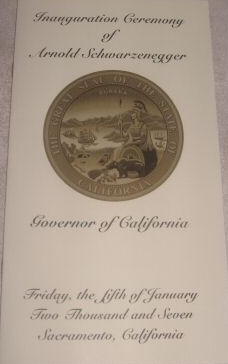 Inauguration Ceremony
of
Arnold Schwarzenegger
THE GREAT SEAL OF THE STATE OF CALIFORNIA
EUREKA
Governor of California
Friday, the fifth of January
Two Thousand and Seven
Sacramento, California